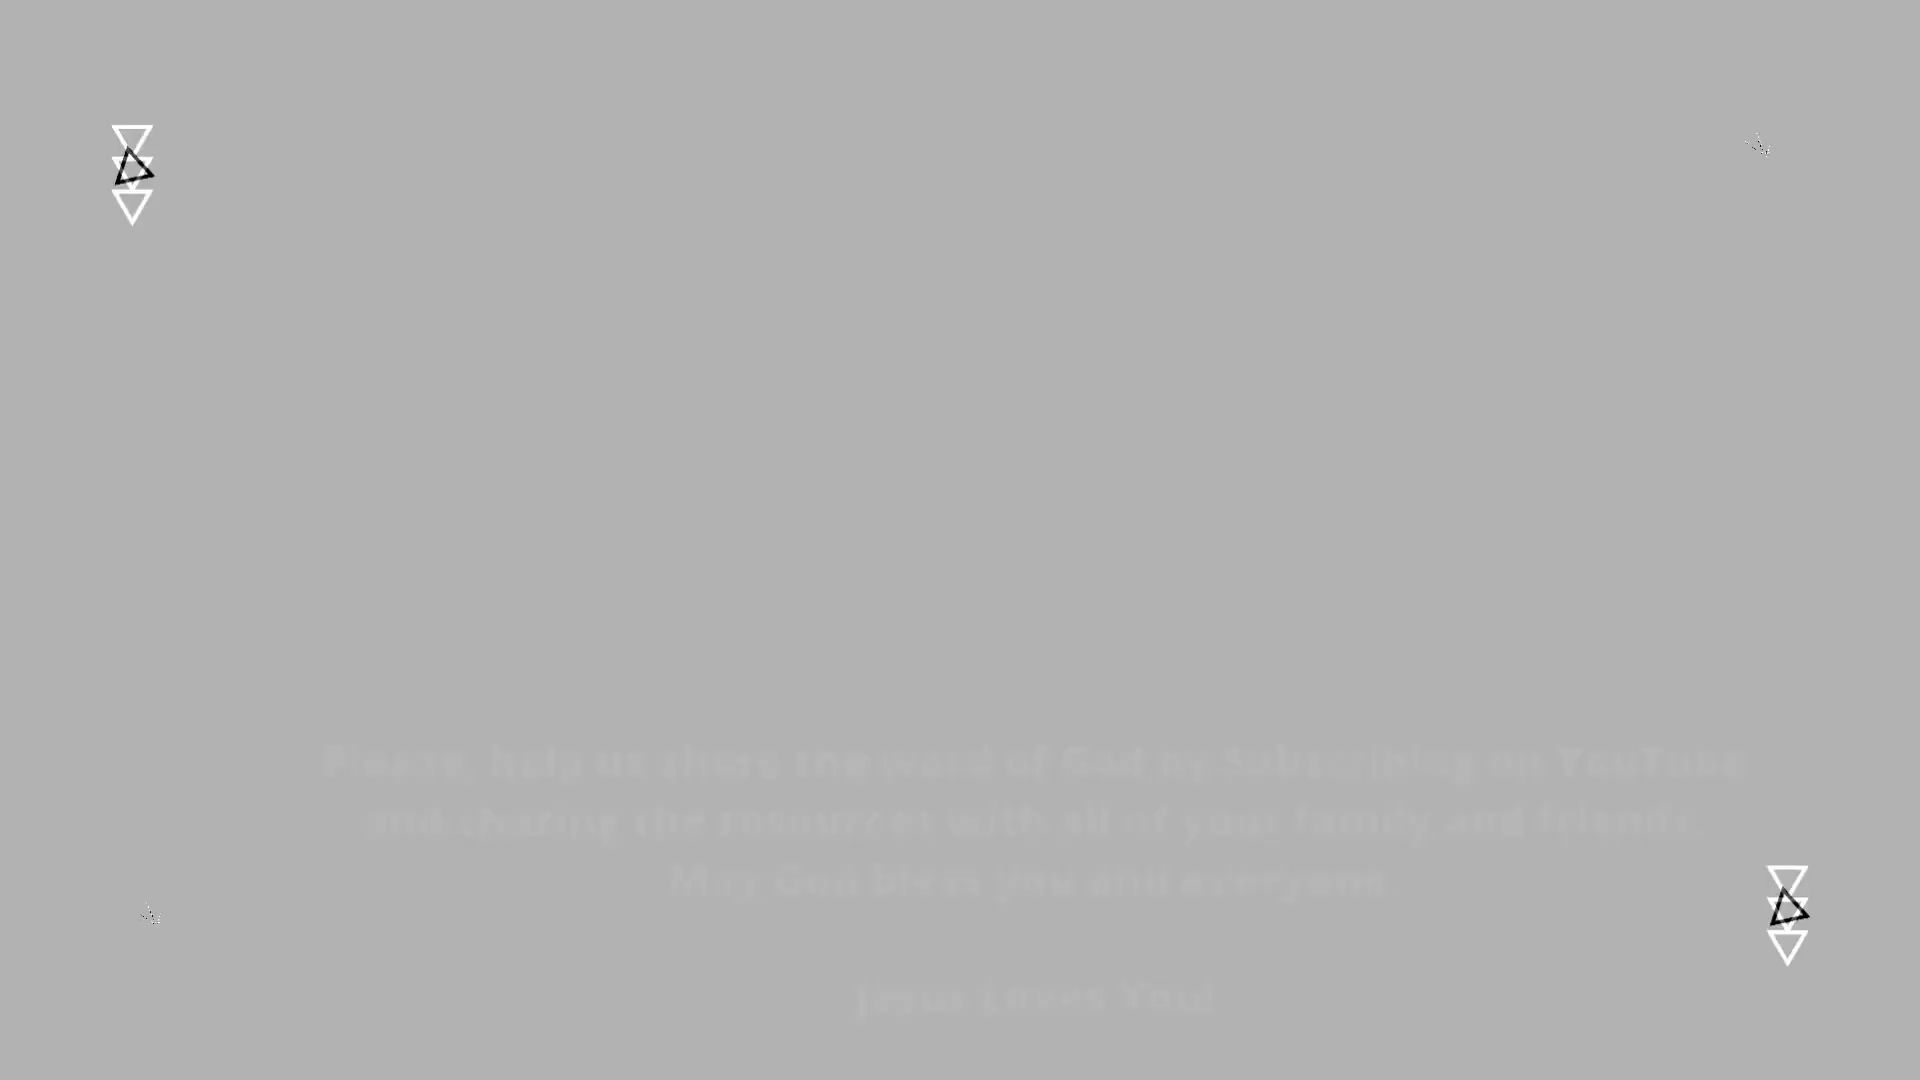 Please, help us share the word of God by Subscribing on YouTube
and sharing the resources with all of your family and friends.
May God bless you and everyone
Jesus Loves You!